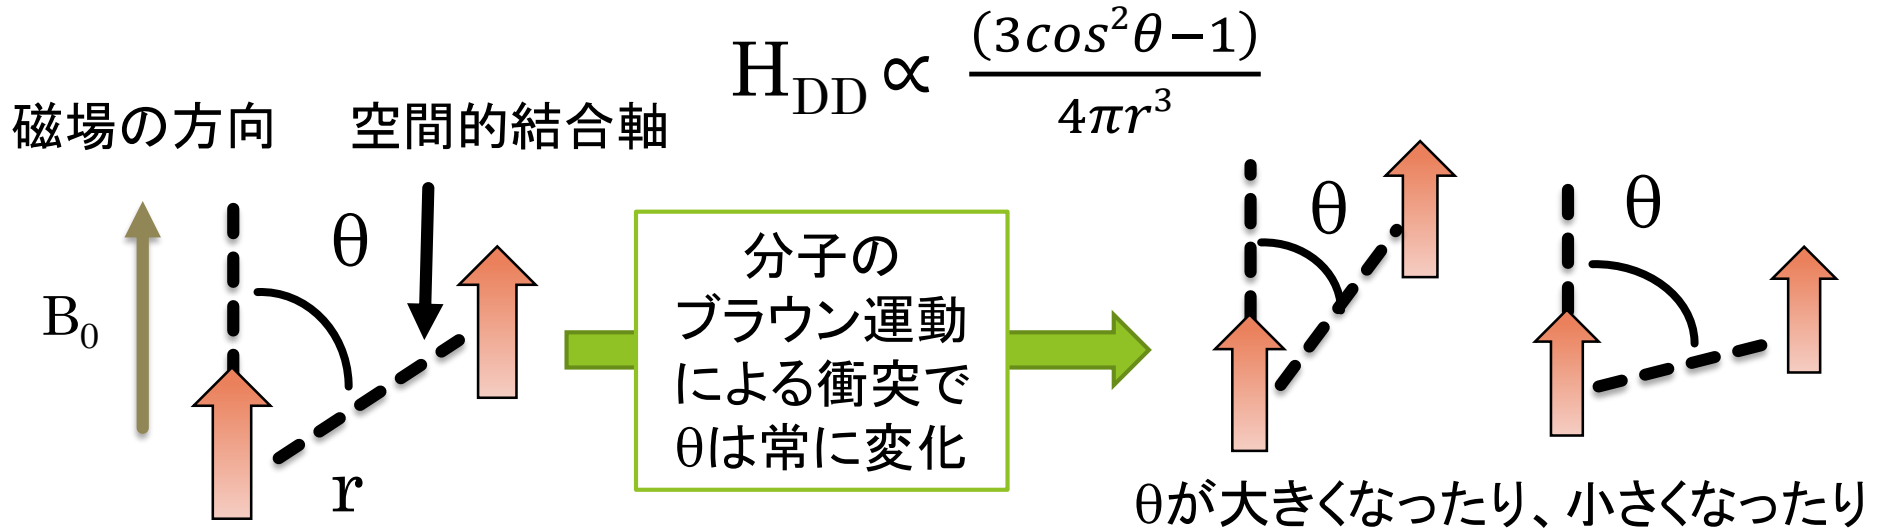 H_DD ∝ (3cos²θ−1) / 4πr³
磁場の方向
空間的結合軸
B₀
θ
r
分子の
ブラウン運動
による衝突で
θは常に変化
θ
θ
θが大きくなったり、小さくなったり